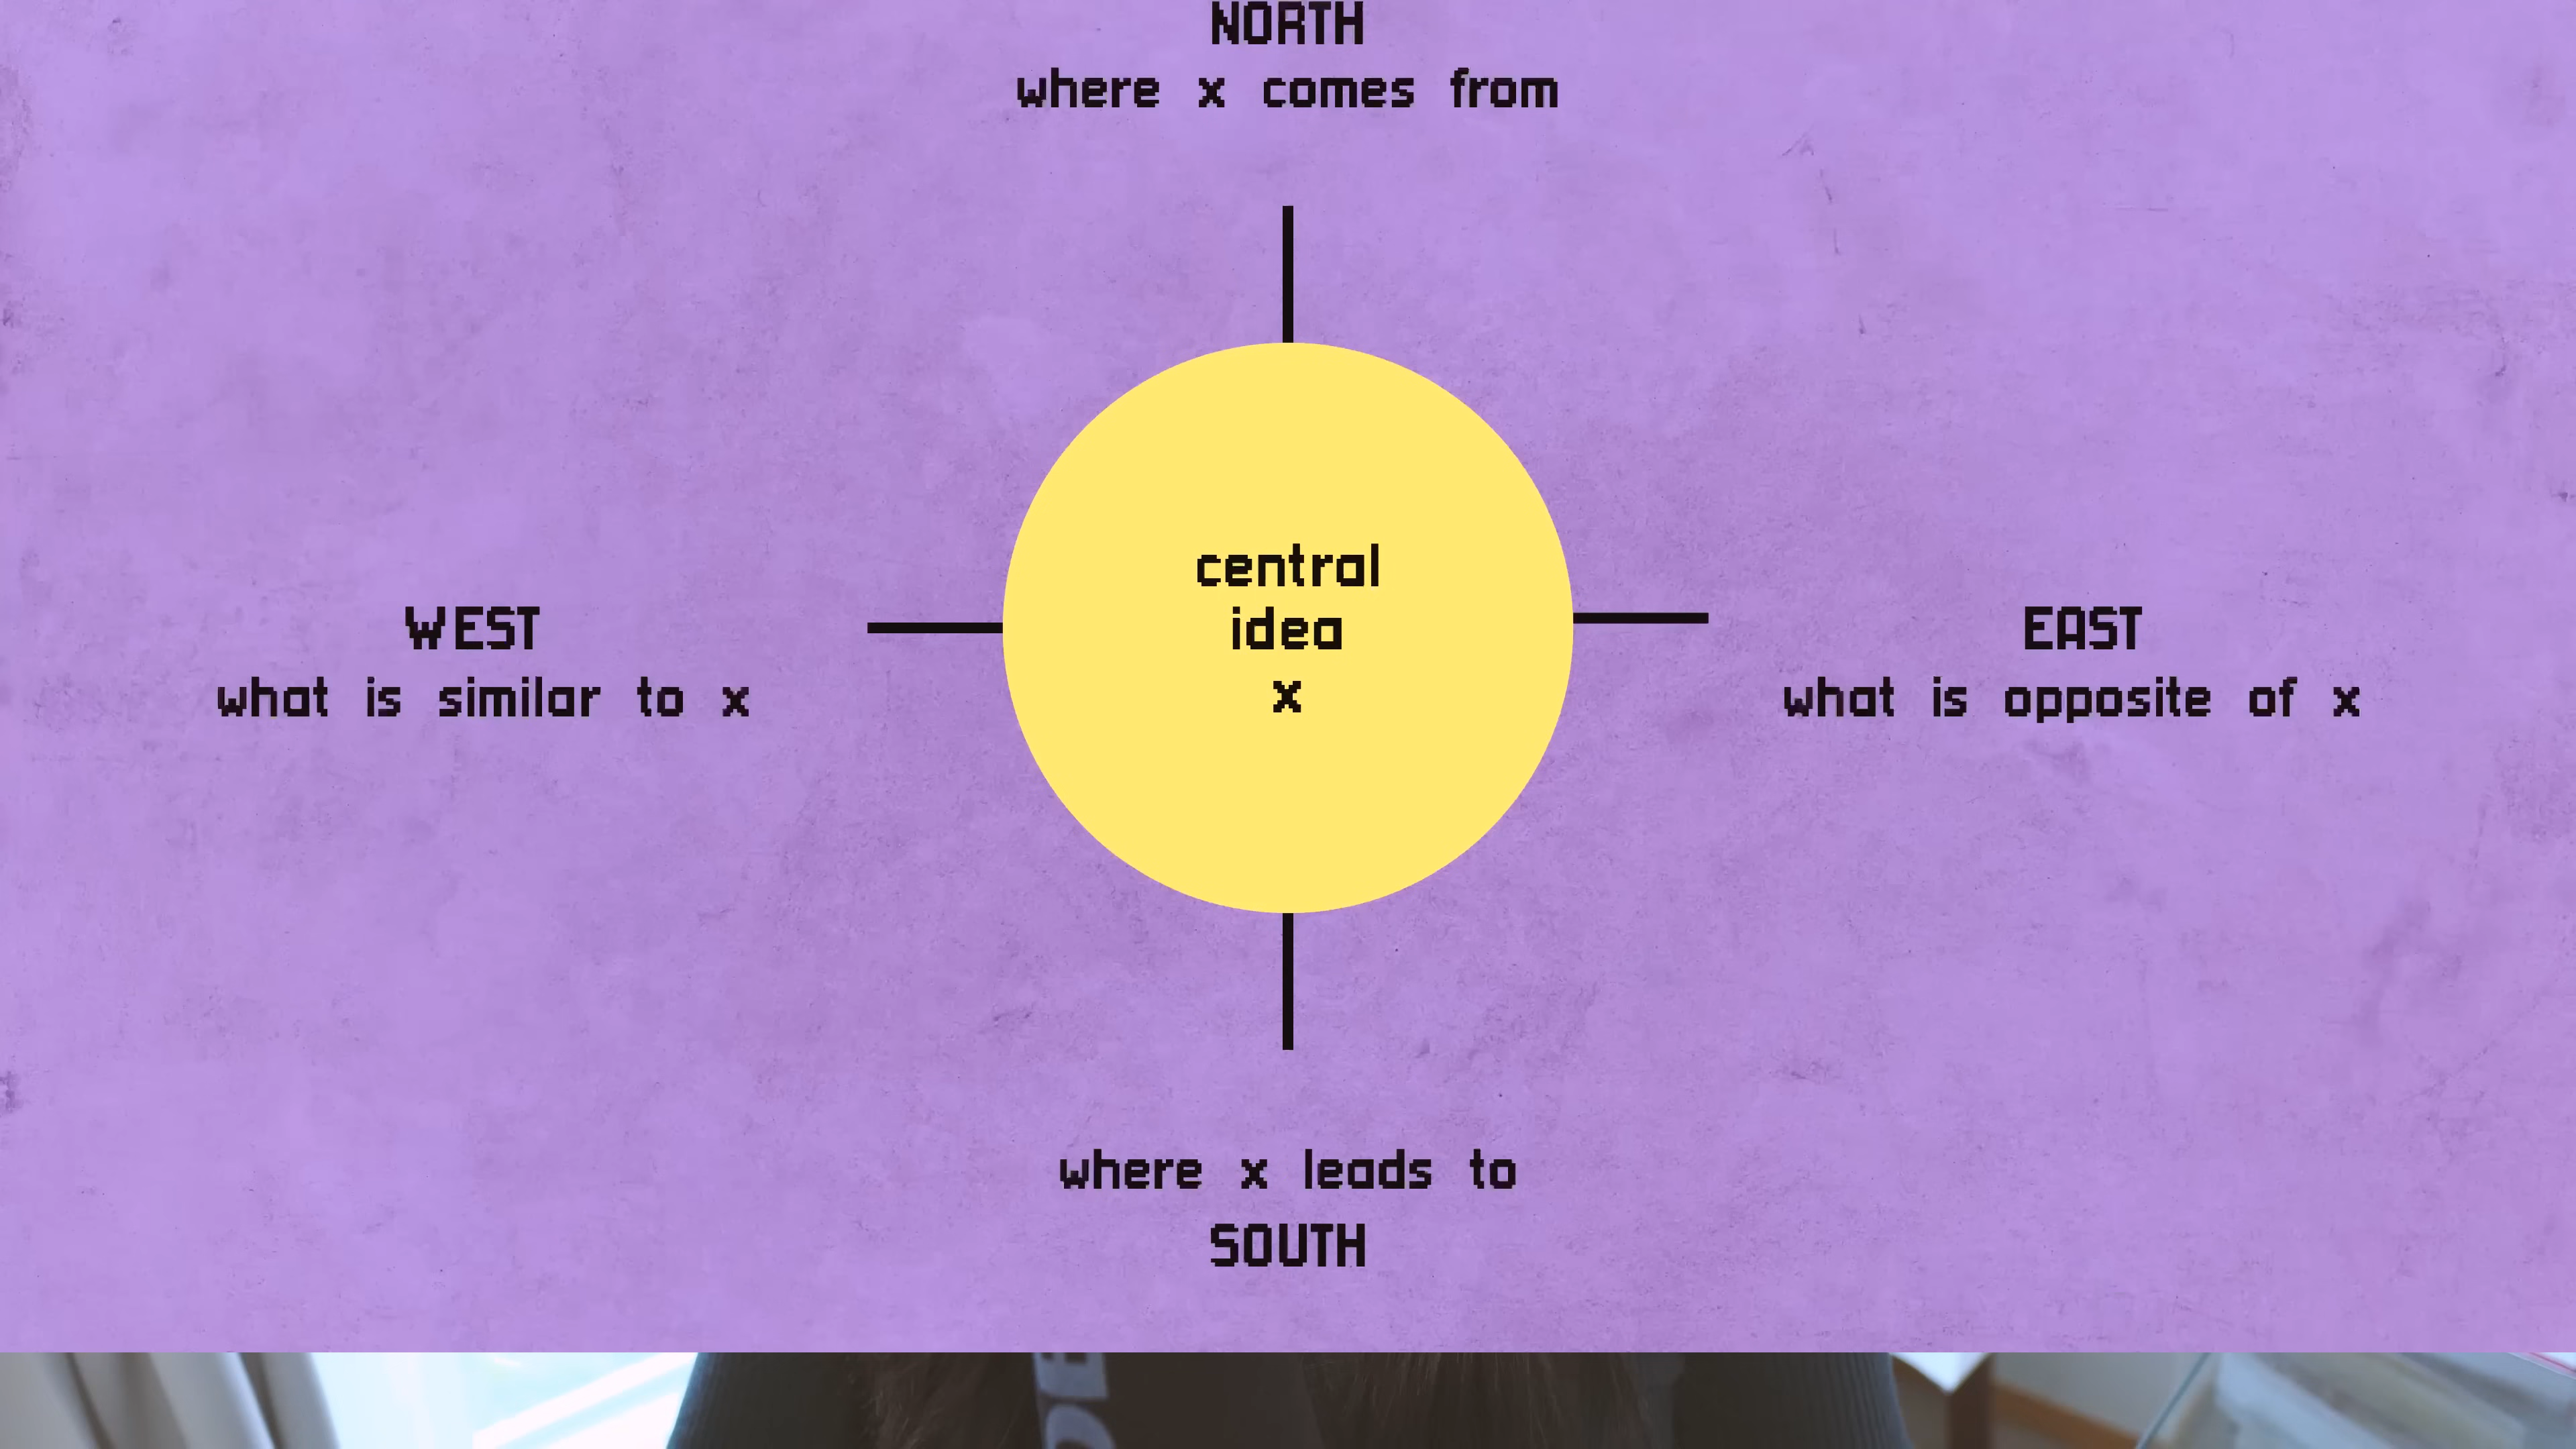 NORTH
where x comes from
central
idea
x
WEST
what is similar to x
EAST
what is opposite of x
where x leads to
SOUTH